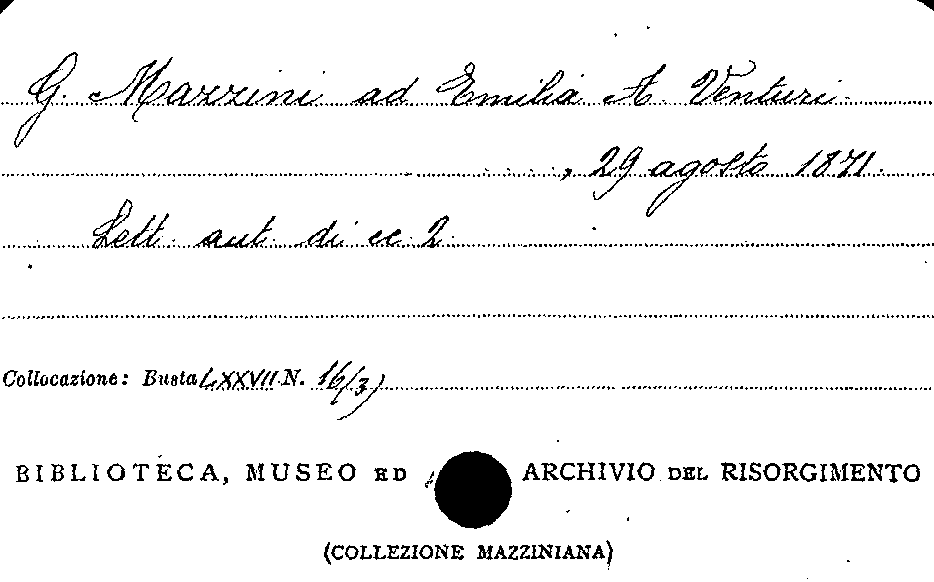 G. Mazzini ad Emilia A. Venturi
, 29 agosto 1871.
Lett. aut. di cc. 2.
Collocazione: Busta LXXVII N. 16/3)
BIBLIOTECA, MUSEO ED ARCHIVIO DEL RISORGIMENTO
(COLLEZIONE MAZZINIANA)